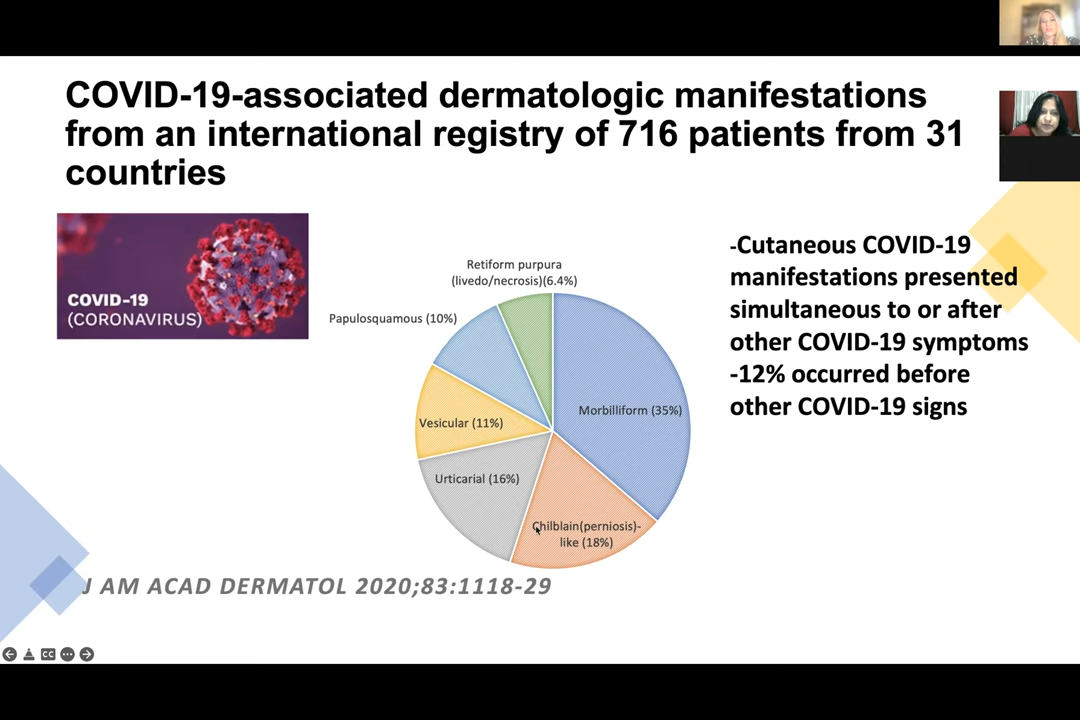 COVID-19-associated dermatologic manifestations
from an international registry of 716 patients from 31
countries
COVID-19
(CORONAVIRUS)
Retiform purpura
(livedo/necrosis)(6.4%)
Papulosquamous (10%)
Morbilliform (35%)
Vesicular (11%)
Urticarial (16%)
Chilblain(perniosis)-
like (18%)
-Cutaneous COVID-19
manifestations presented
simultaneous to or after
other COVID-19 symptoms
-12% occurred before
other COVID-19 signs
J AM ACAD DERMATOL 2020;83:1118-29
CC